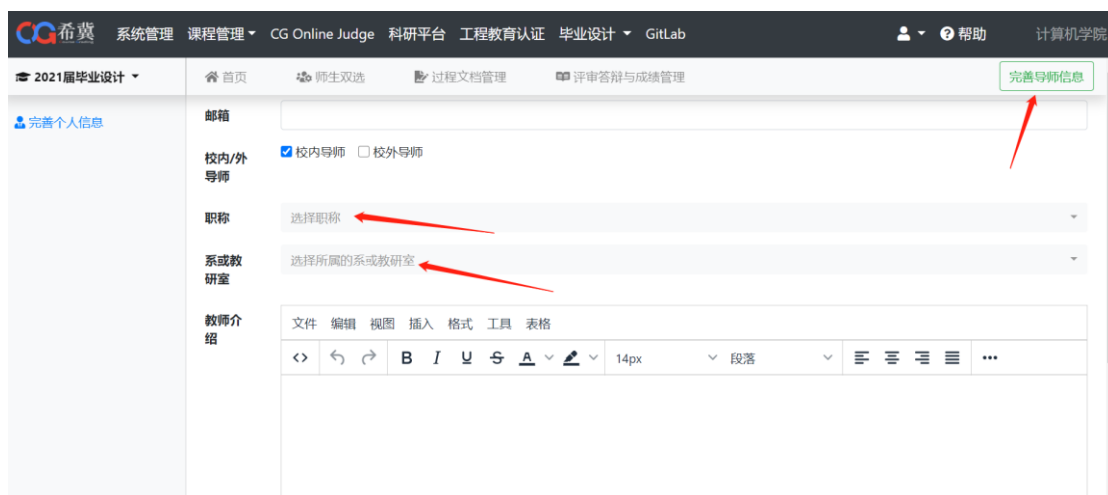 CG希冀 系统管理 课程管理 CG Online Judge 科研平台 工程教育认证 毕业设计 GitLab 帮助 计算机学院
2021届毕业设计 首页 师生双选 过程文档管理 评审答辩与成绩管理 完善导师信息
完善个人信息
邮箱
校内/外
导师
校内导师 校外导师
职称 选择职称
系或教
研室
选择所属的系或教研室
教师介
绍
文件 编辑 视图 插入 格式 工具 表格
B I U S A 14px 段落